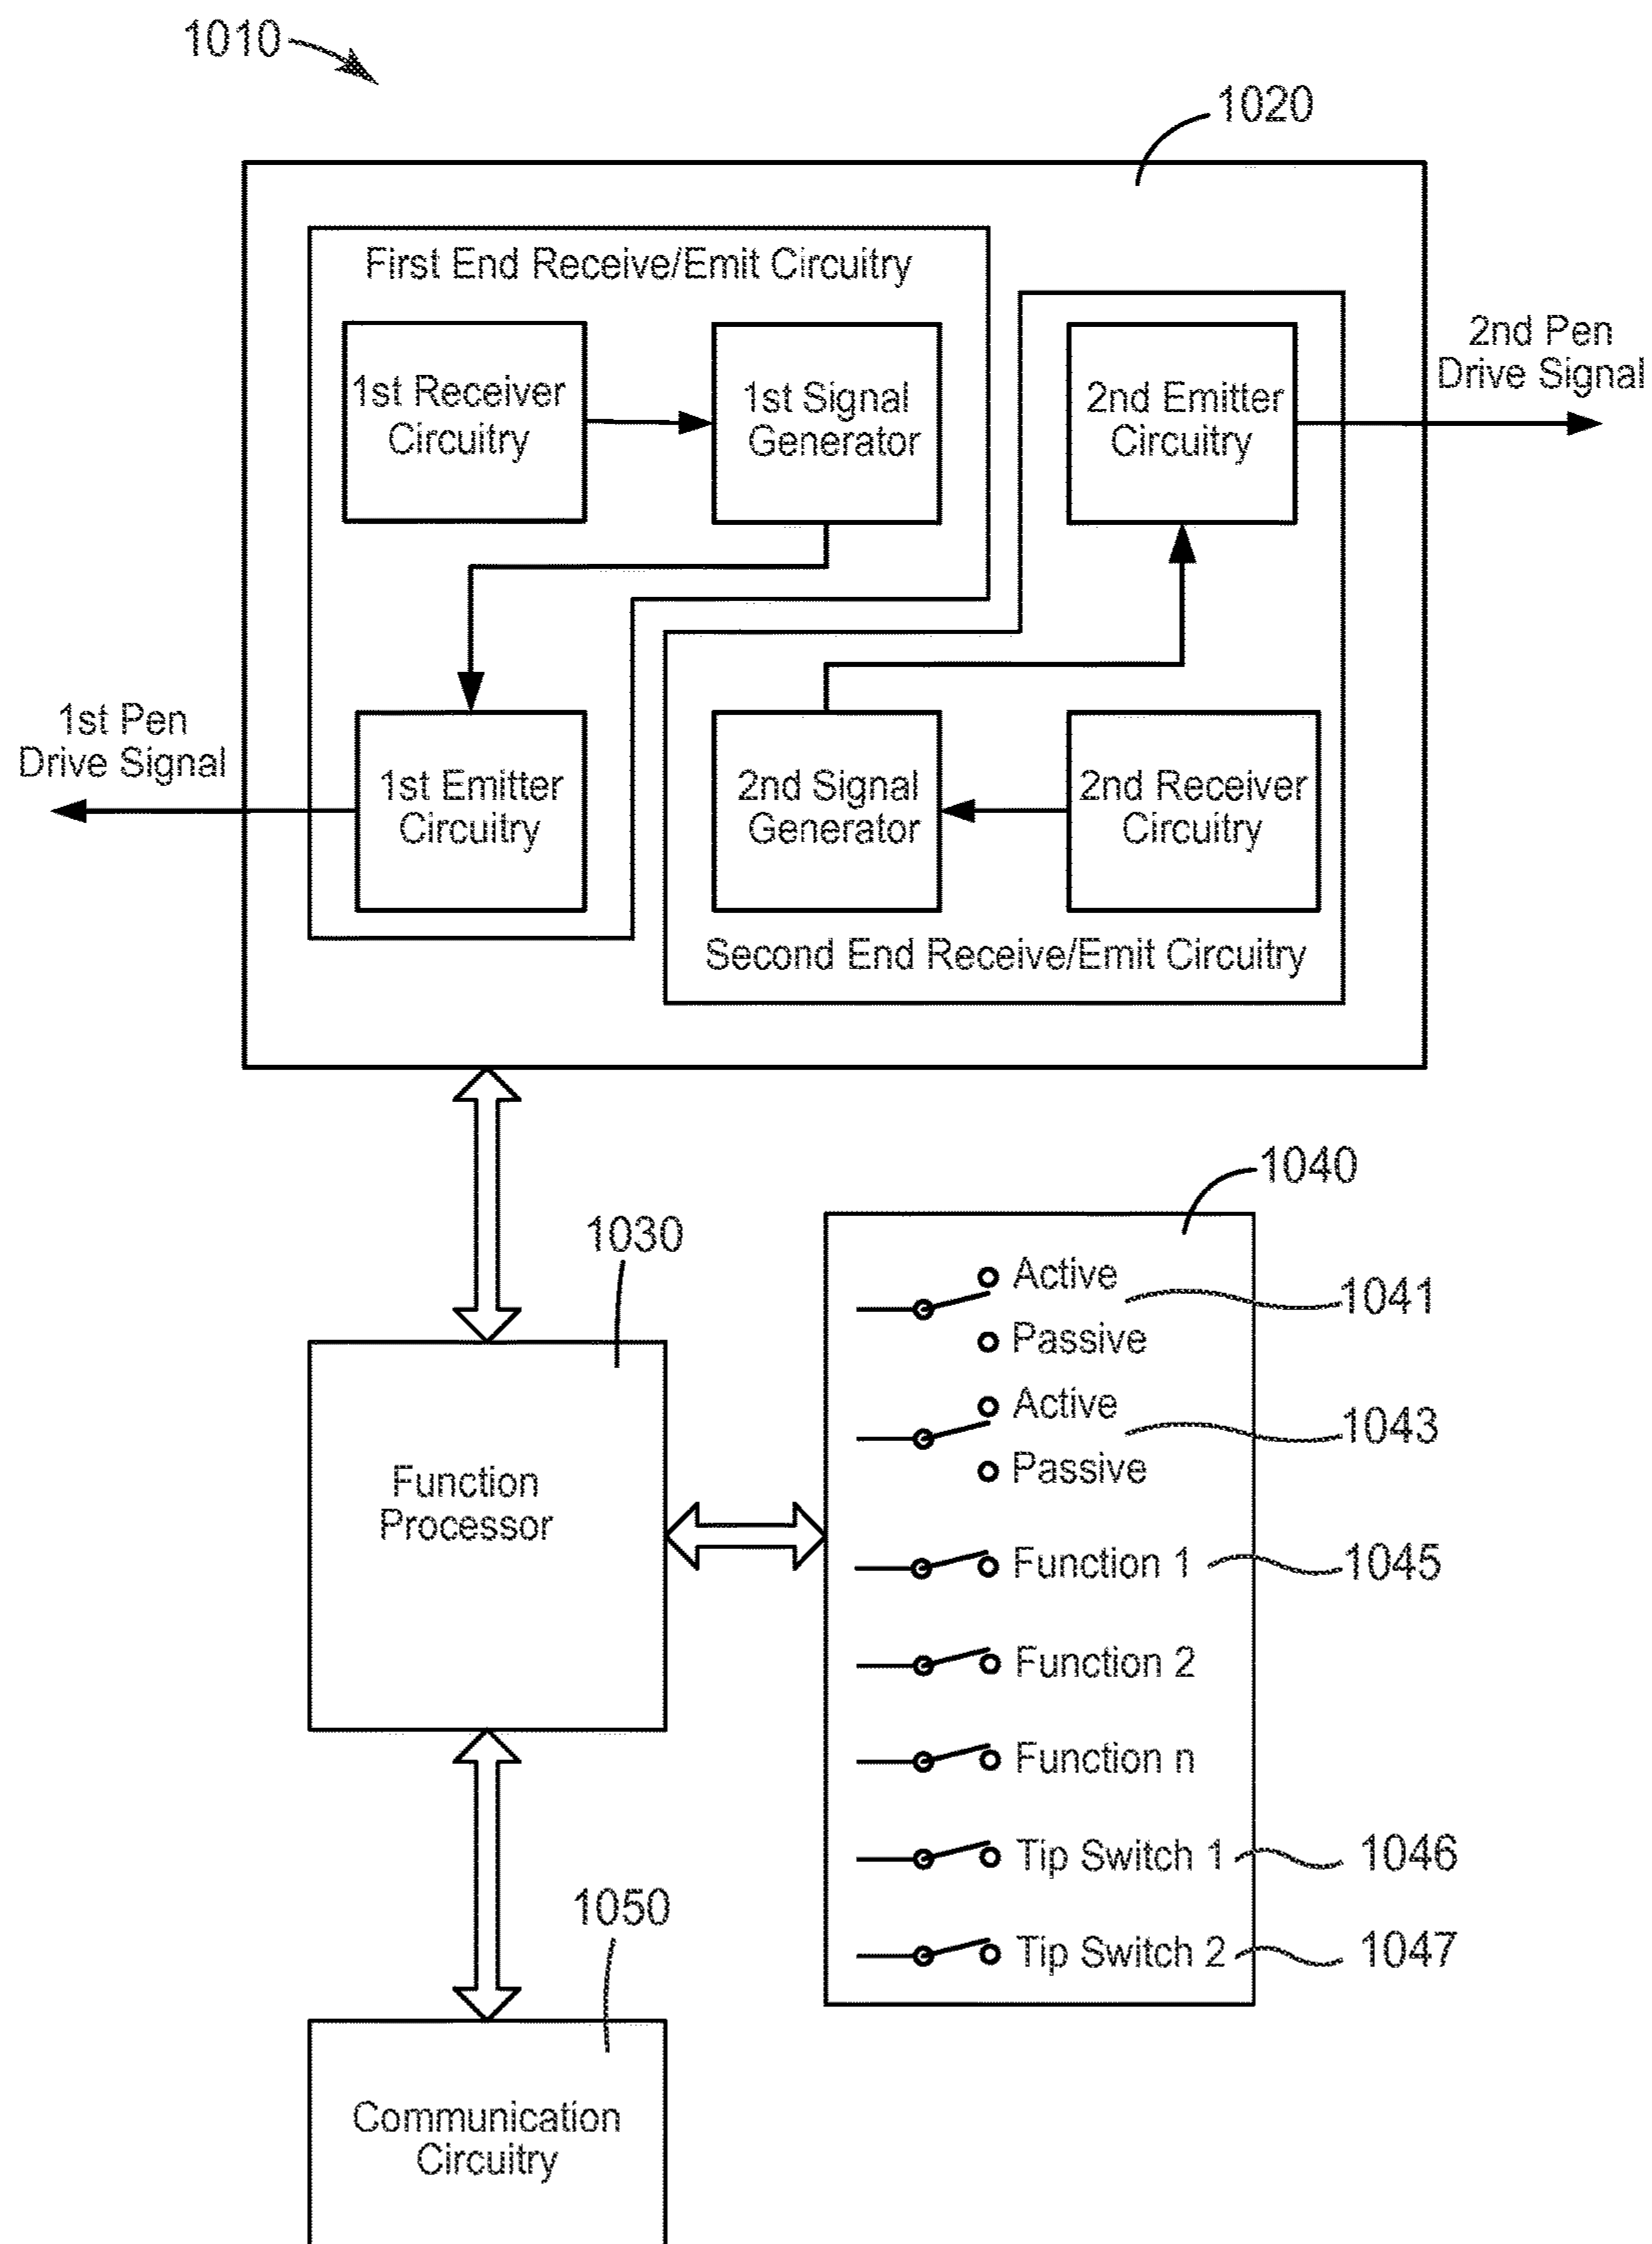 1010
1020
First End Receive/Emit Circuitry
1st Receiver
Circuitry
1st Signal
Generator
2nd Emitter
Circuitry
2nd Pen
Drive Signal
1st Pen
Drive Signal
1st Emitter
Circuitry
2nd Signal
Generator
2nd Receiver
Circuitry
Second End Receive/Emit Circuitry
1030
Function
Processor
1040
Active
Passive
1041
Active
Passive
1043
Function 1
1045
Function 2
Function n
Tip Switch 1
1046
Tip Switch 2
1047
1050
Communication
Circuitry